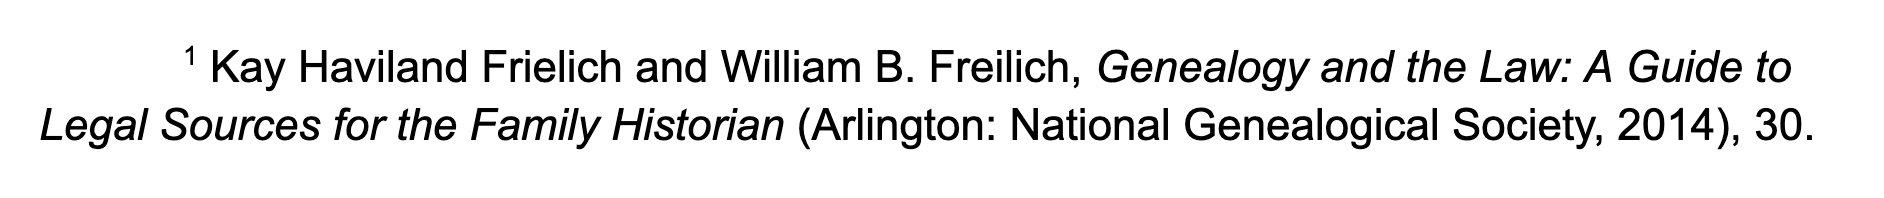 ¹ Kay Haviland Frielich and William B. Freilich, Genealogy and the Law: A Guide to
Legal Sources for the Family Historian (Arlington: National Genealogical Society, 2014), 30.